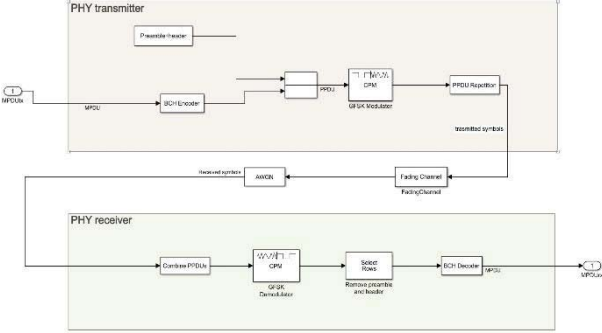 PHY transmitter
Preamble+header
1
MPDUtx
MPDU
BCH Encoder
PPDU
CPM
GFSK Modulator
PPDU Repetition
transmitted symbols
Received symbols
AWGN
Fading Channel
FadingChannel
PHY receiver
Combine PPDUs
CPM
GFSK
Demodulator
Select
Rows
Remove preamble
and header
BCH Decoder
MPDU
1
MPDUrx